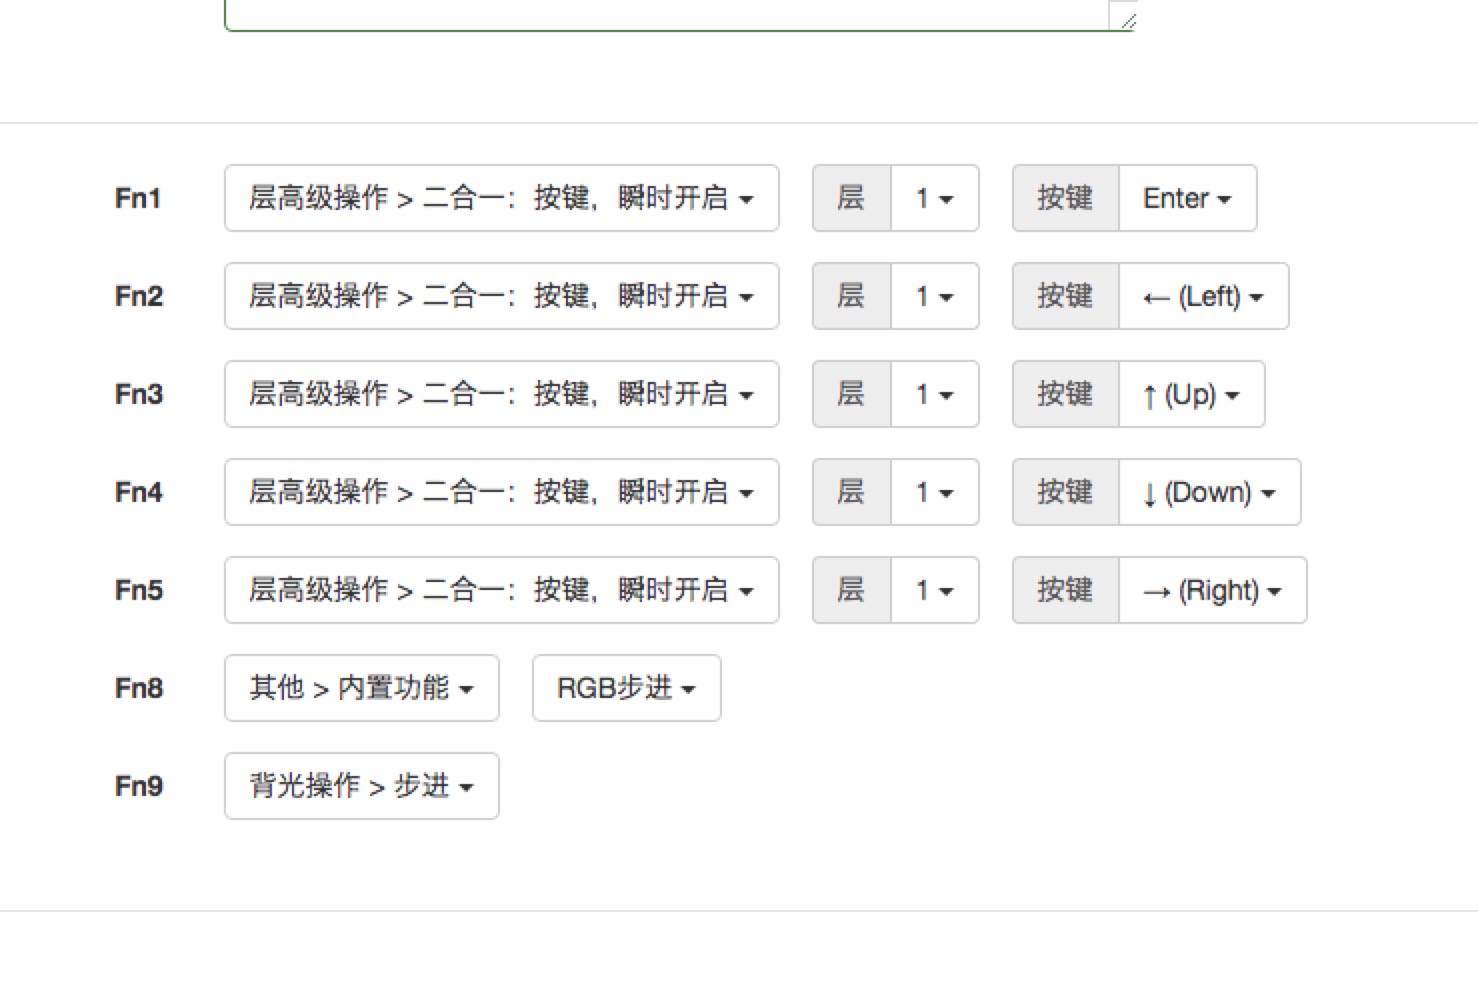 Fn1 层高级操作 > 二合一：按键，瞬时开启 层 1 按键 Enter
Fn2 层高级操作 > 二合一：按键，瞬时开启 层 1 按键 ← (Left)
Fn3 层高级操作 > 二合一：按键，瞬时开启 层 1 按键 ↑ (Up)
Fn4 层高级操作 > 二合一：按键，瞬时开启 层 1 按键 ↓ (Down)
Fn5 层高级操作 > 二合一：按键，瞬时开启 层 1 按键 → (Right)
Fn8 其他 > 内置功能 RGB步进
Fn9 背光操作 > 步进